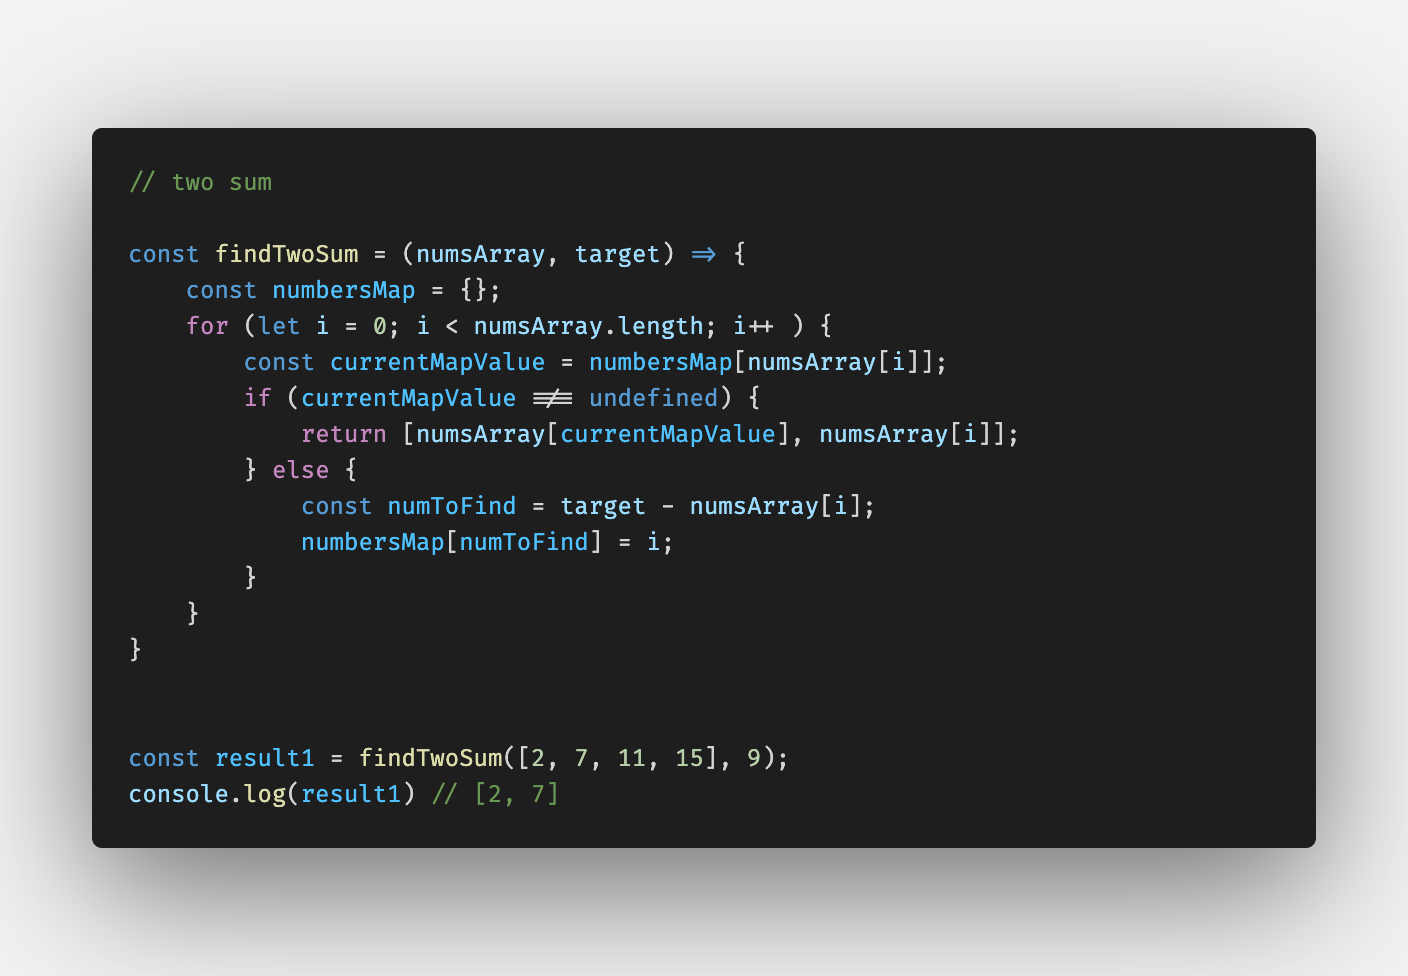 // two sum
const findTwoSum = (numsArray, target) => {
    const numbersMap = {};
    for (let i = 0; i < numsArray.length; i++ ) {
        const currentMapValue = numbersMap[numsArray[i]];
        if (currentMapValue !== undefined) {
            return [numsArray[currentMapValue], numsArray[i]];
        } else {
            const numToFind = target - numsArray[i];
            numbersMap[numToFind] = i;
        }
    }
}
const result1 = findTwoSum([2, 7, 11, 15], 9);
console.log(result1) // [2, 7]